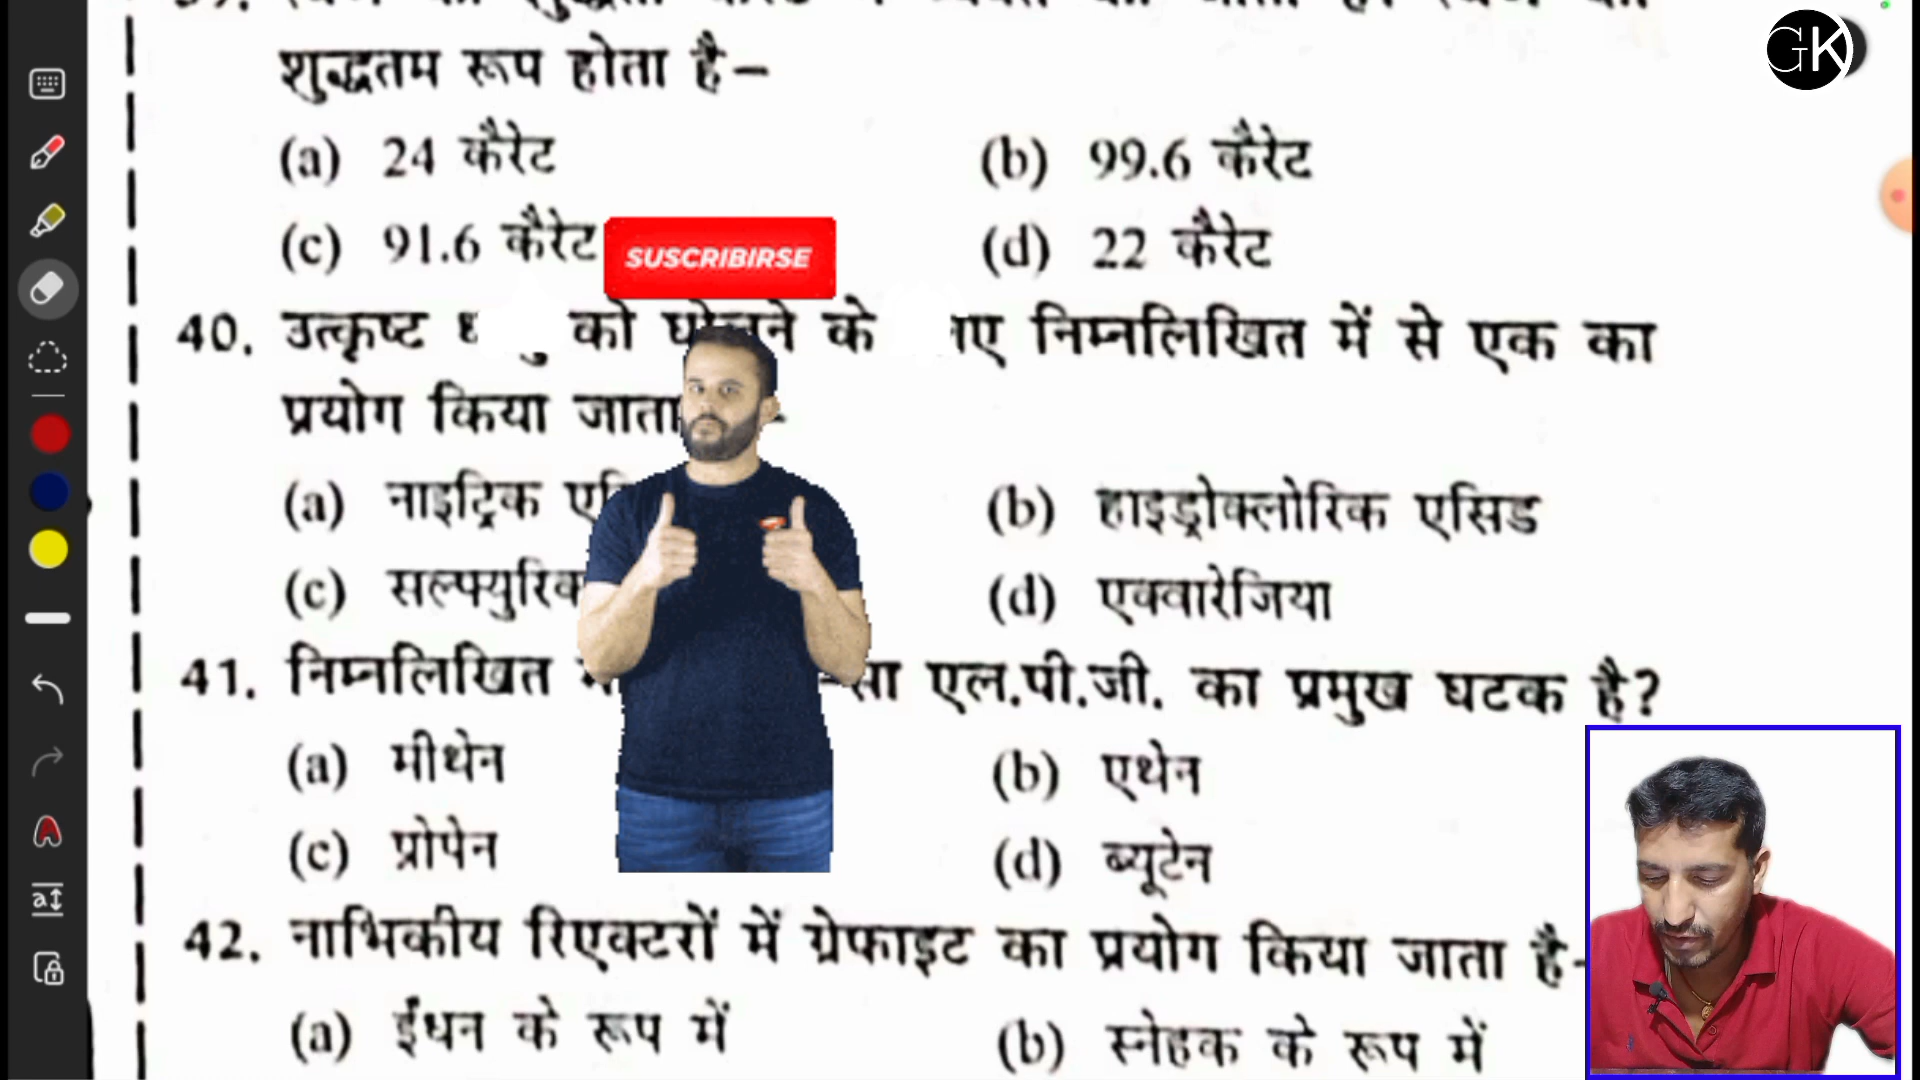 GK
शुद्धतम रूप होता है–
(a) 24 कैरेट (b) 99.6 कैरेट
(c) 91.6 कैरेट (d) 22 कैरेट
SUSCRIBIRSE
40. उत्कृष्ट को घोलने के निम्नलिखित में से एक का
प्रयोग किया जाता
(a) नाइट्रिक (b) हाइड्रोक्लोरिक एसिड
(c) (d) एक्वारेजिया
41. निम्नलिखित एल.पी.जी. का प्रमुख घटक है?
(a) मीथेन (b) एथेन
(c) प्रोपेन (d) ब्यूटेन
42. नाभिकीय रिएक्टरों में ग्रेफाइट का प्रयोग किया जाता है-
(a) ईंधन के रूप में (b) स्नेहक के रूप में